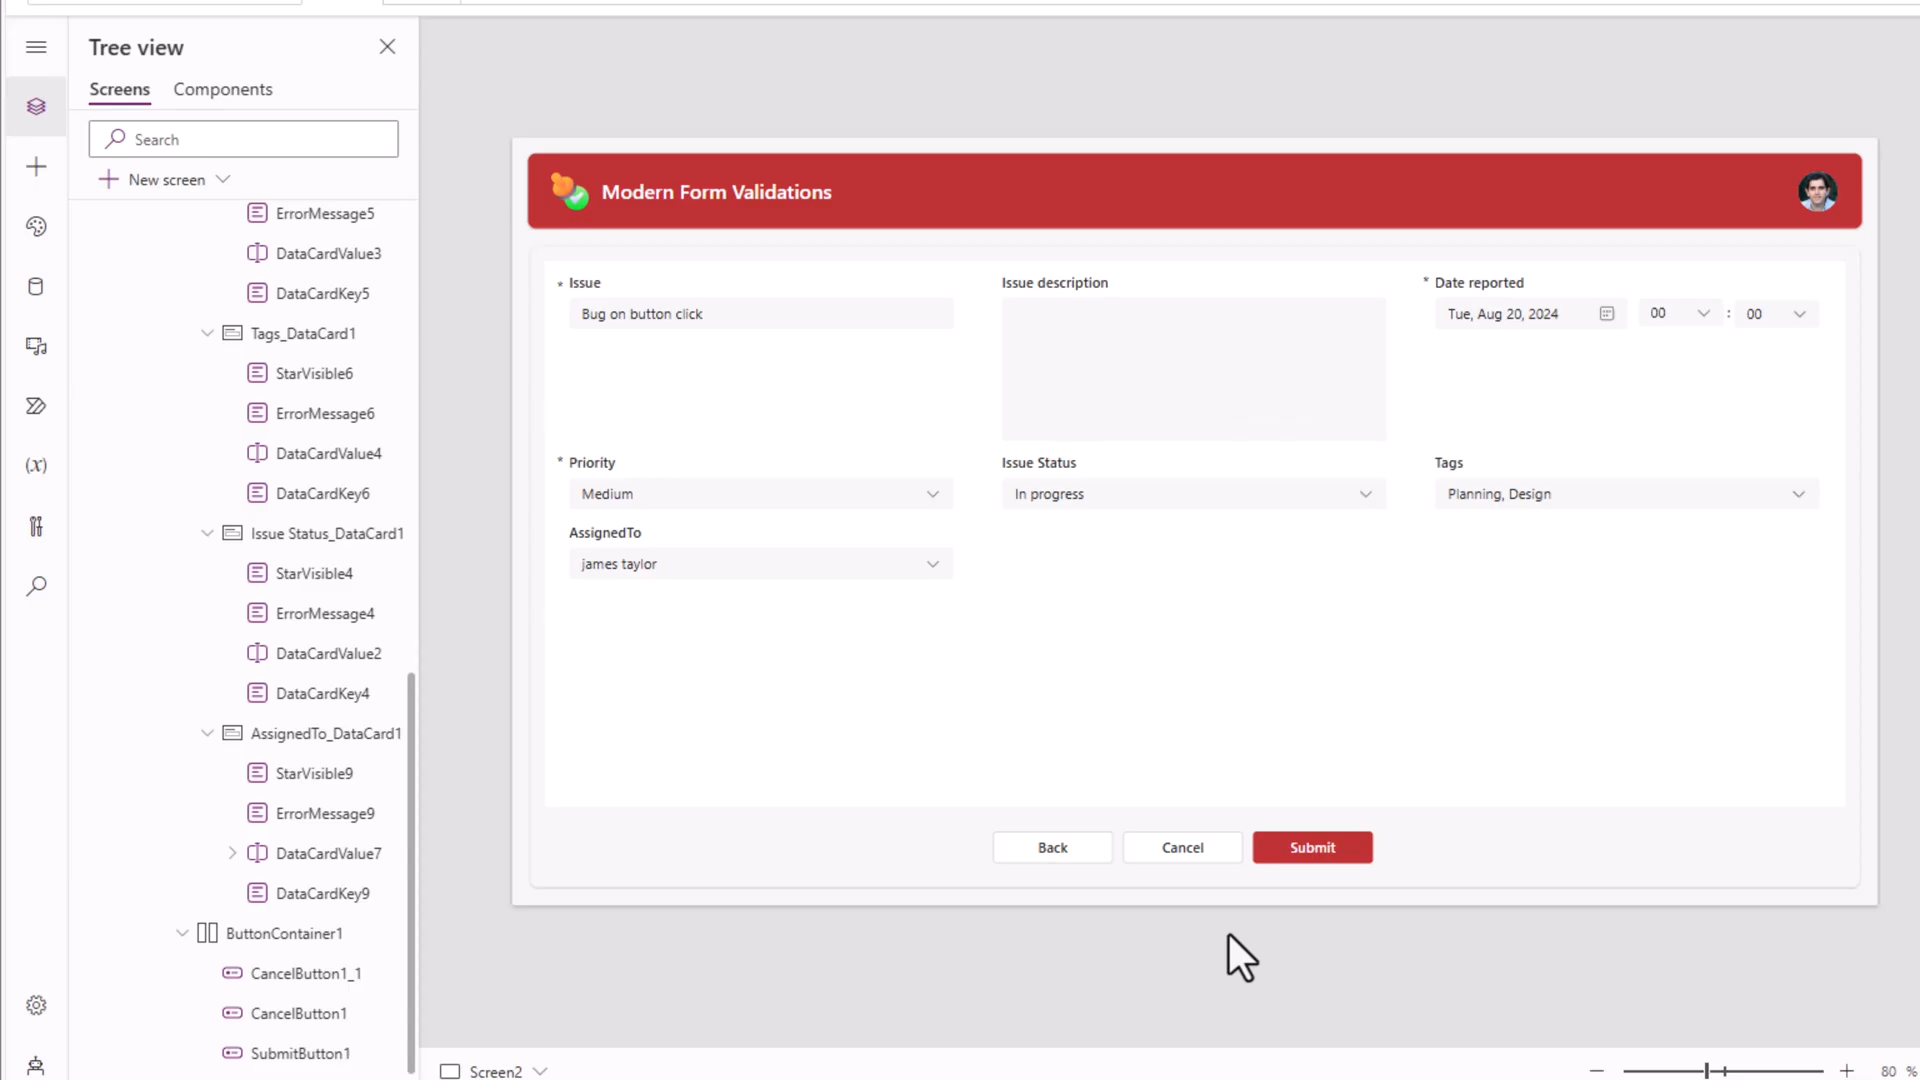 Tree view
Screens
Components
Search
New screen
ErrorMessage5
DataCardValue3
DataCardKey5
Tags_DataCard1
StarVisible6
ErrorMessage6
DataCardValue4
DataCardKey6
Issue Status_DataCard1
StarVisible4
ErrorMessage4
DataCardValue2
DataCardKey4
AssignedTo_DataCard1
StarVisible9
ErrorMessage9
DataCardValue7
DataCardKey9
ButtonContainer1
CancelButton1_1
CancelButton1
SubmitButton1
Modern Form Validations
* Issue
Bug on button click
Issue description
* Date reported
Tue, Aug 20, 2024
00 : 00
* Priority
Medium
Issue Status
In progress
Tags
Planning, Design
AssignedTo
james taylor
Back
Cancel
Submit
Screen2
80 %